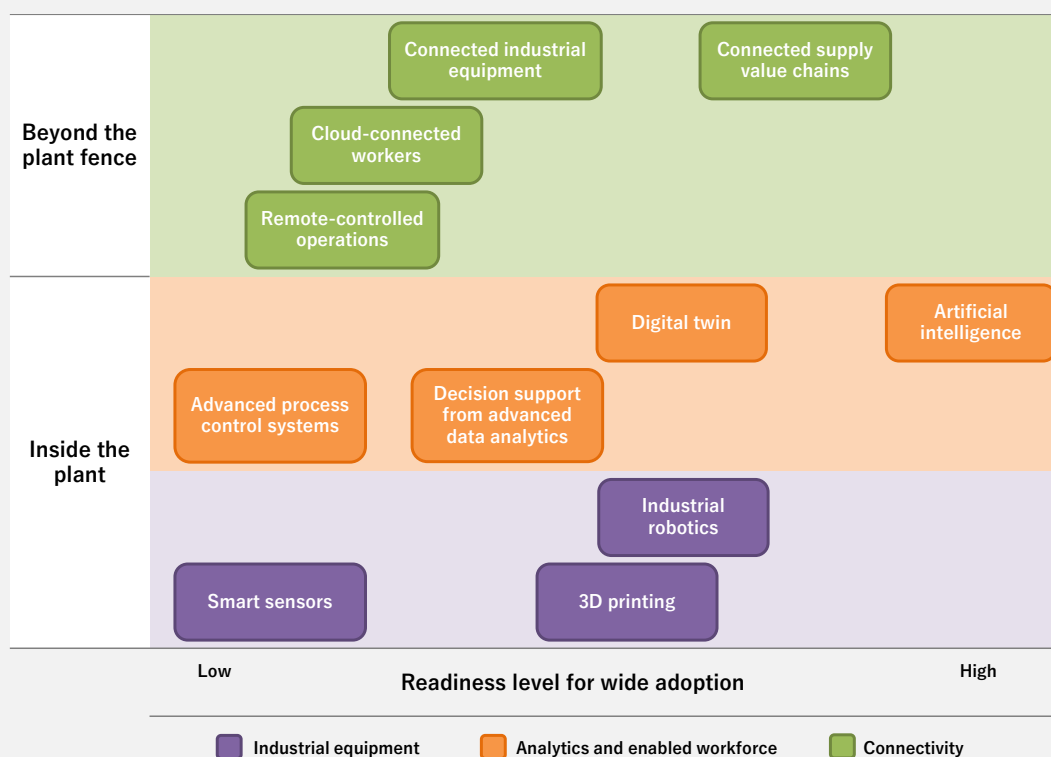 Beyond the
plant fence
Connected industrial
equipment
Connected supply
value chains
Cloud-connected
workers
Remote-controlled
operations
Inside the
plant
Digital twin
Artificial
intelligence
Advanced process
control systems
Decision support
from advanced
data analytics
Industrial
robotics
Smart sensors
3D printing
Low
Readiness level for wide adoption
High
Industrial equipment
Analytics and enabled workforce
Connectivity